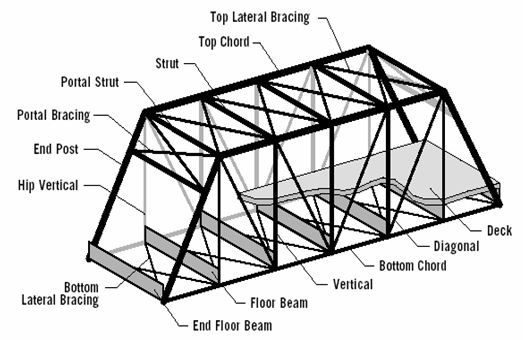 Top Lateral Bracing
Top Chord
Strut
Portal Strut
Portal Bracing
End Post
Hip Vertical
Deck
Diagonal
Bottom Chord
Vertical
Bottom
Lateral Bracing
Floor Beam
End Floor Beam